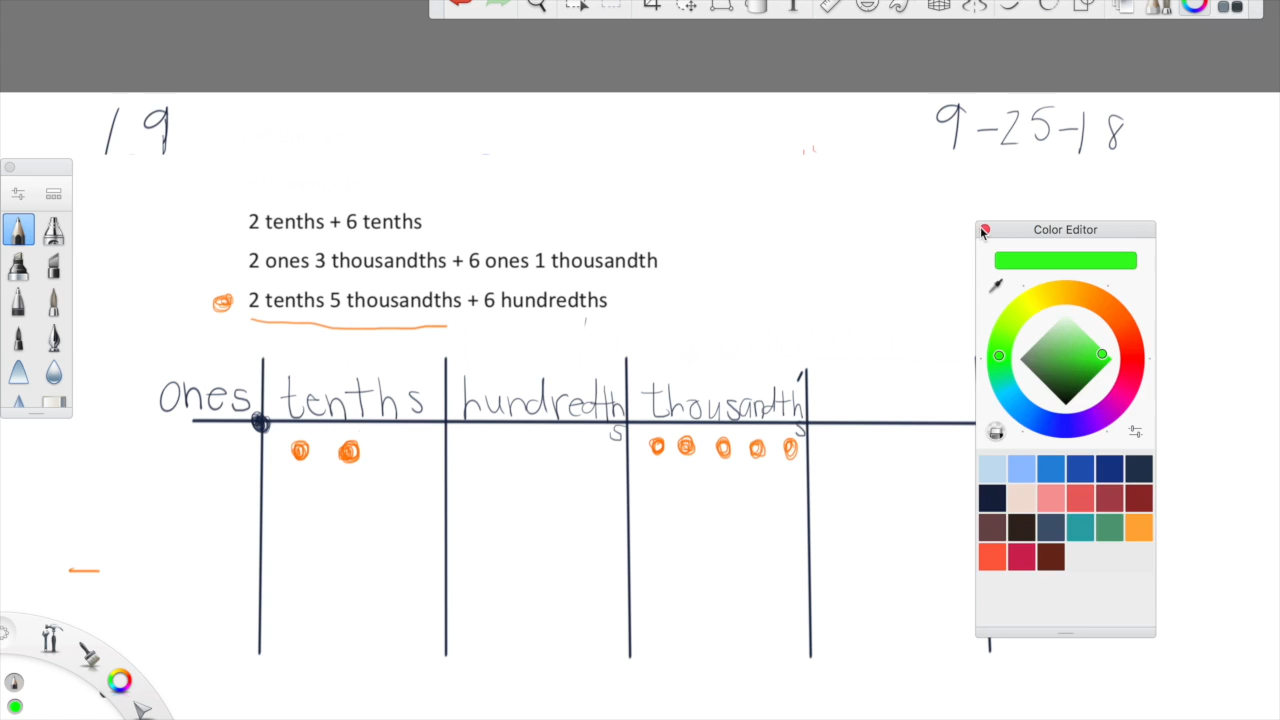 19
9-25-18
2 tenths + 6 tenths
2 ones 3 thousandths + 6 ones 1 thousandth
2 tenths 5 thousandths + 6 hundredths
ones tenths hundredths thousandths
Color Editor